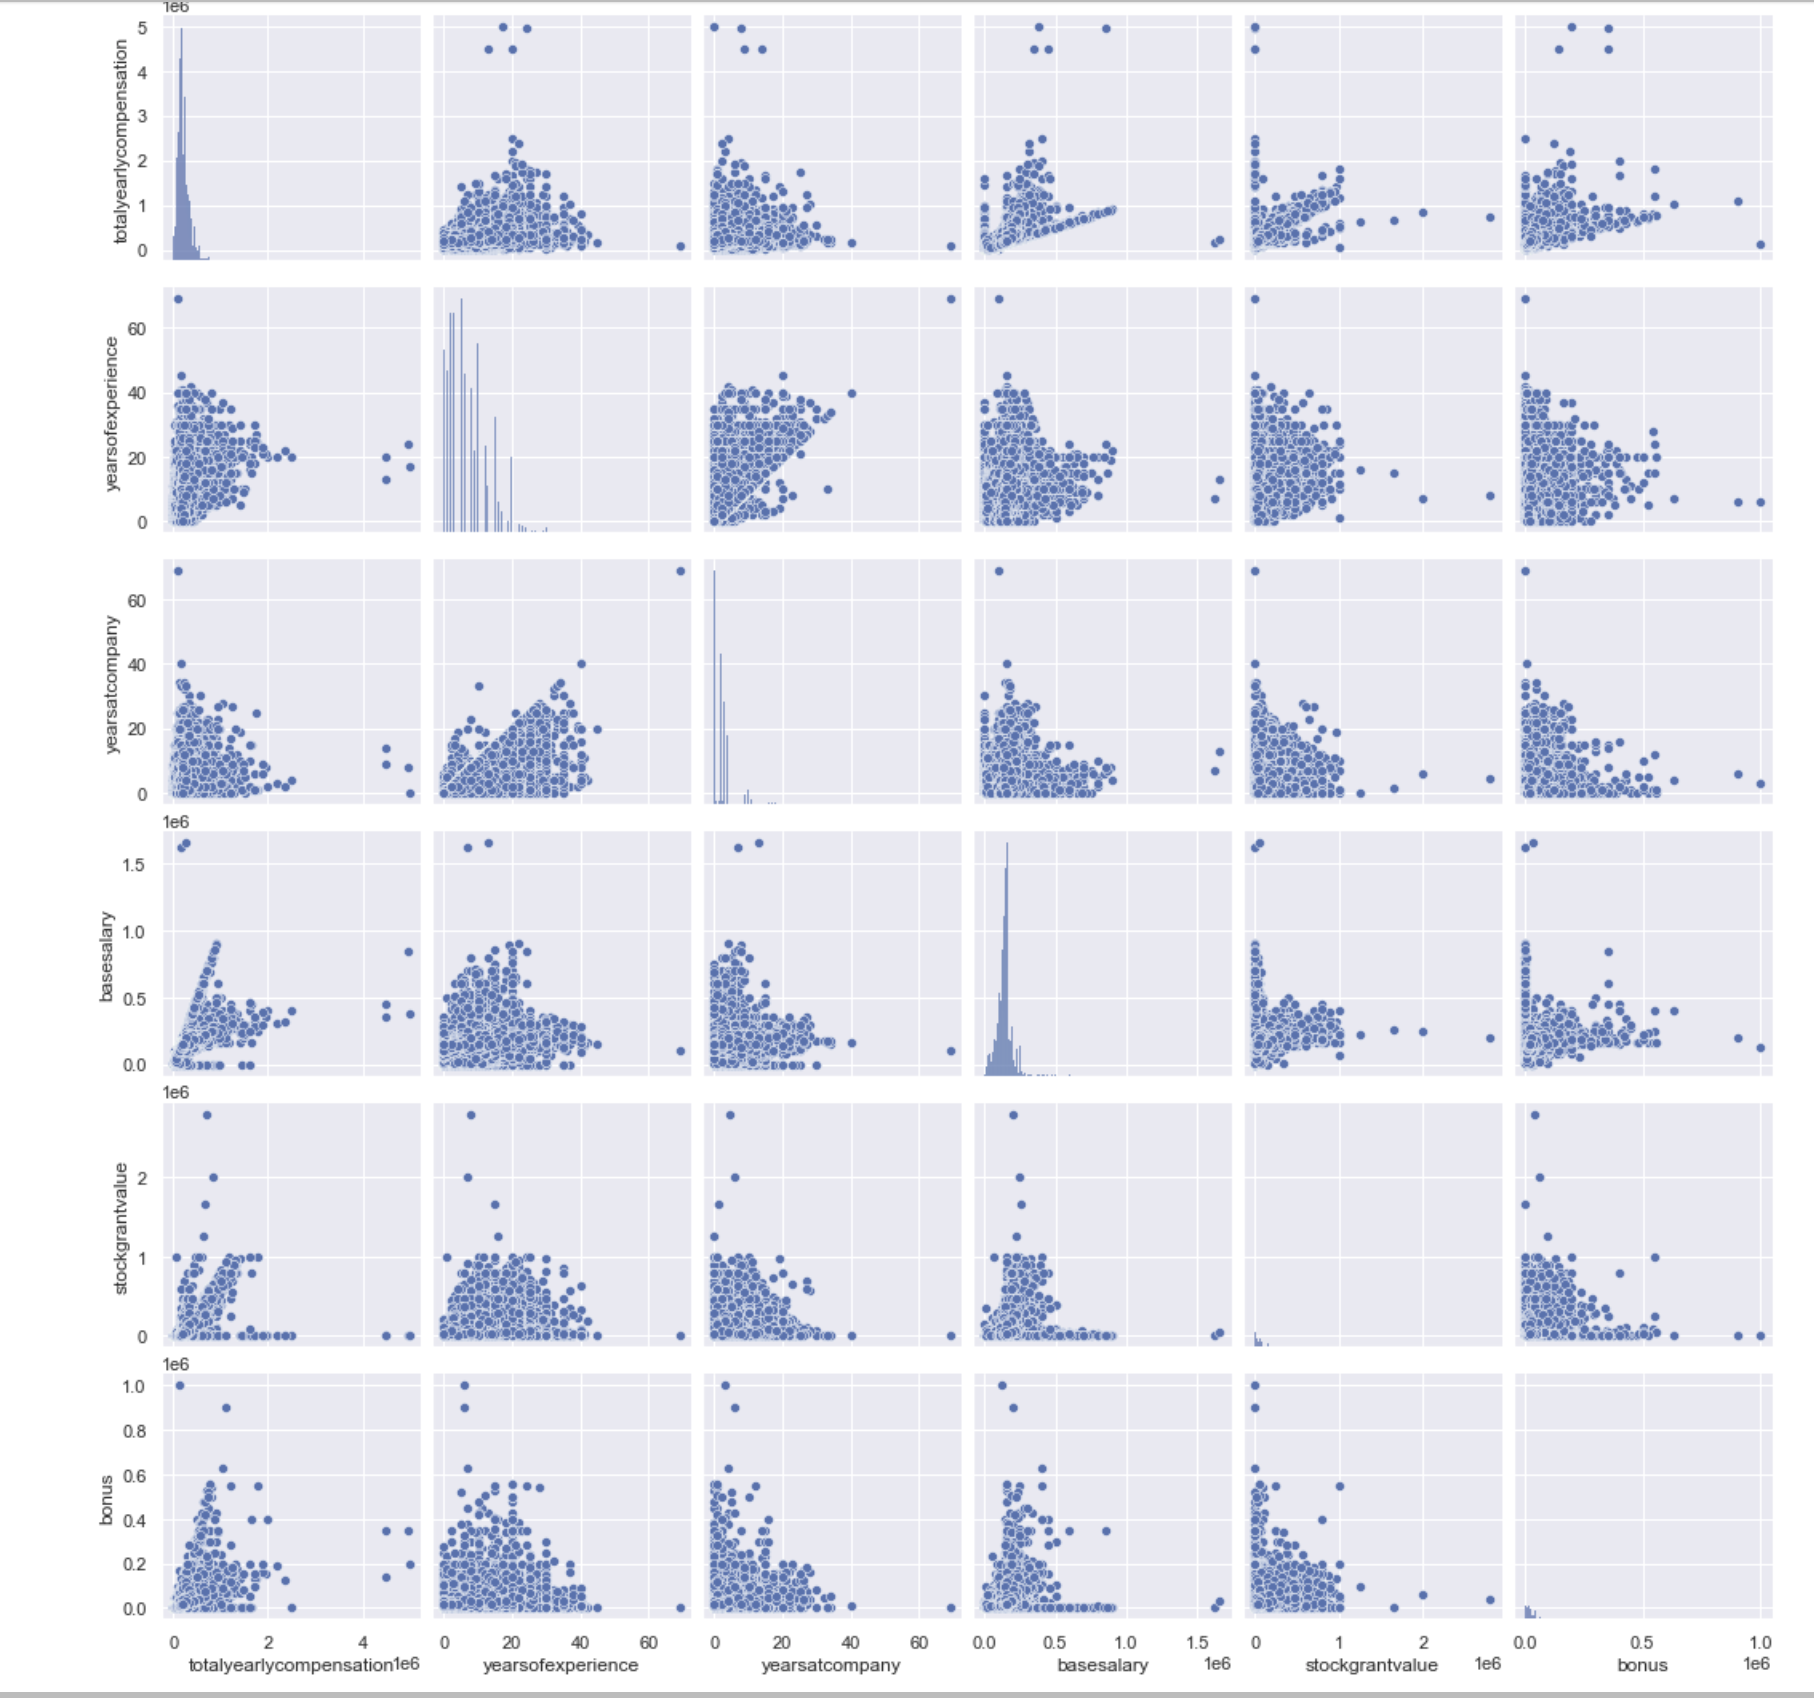 1e6
totalyearlycompensation
5
4
3
2
1
0
yearsofexperience
60
40
20
0
yearsatcompany
60
40
20
0
1e6
basesalary
1.5
1.0
0.5
0.0
1e6
stockgrantvalue
2
1
0
1e6
bonus
1.0
0.8
0.6
0.4
0.2
0.0
0 2 4 0 20 40 60 0 20 40 60 0.0 0.5 1.0 1.5 0 1 2 0.0 0.5 1.0
totalyearlycompensation 1e6 yearsofexperience yearsatcompany basesalary 1e6 stockgrantvalue 1e6 bonus 1e6